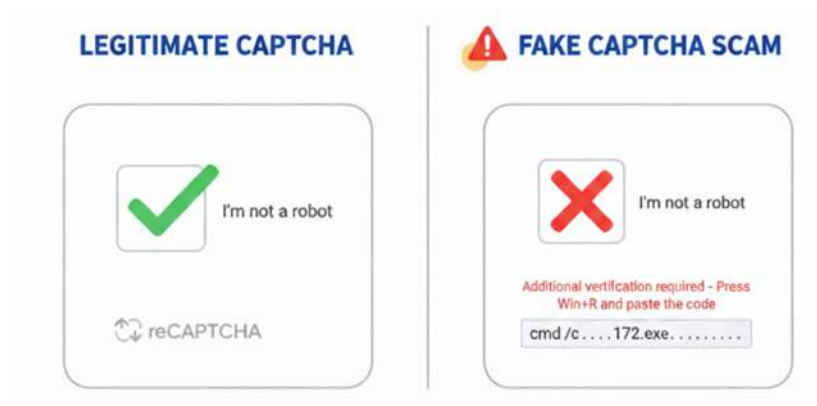 LEGITIMATE CAPTCHA
I'm not a robot
reCAPTCHA
FAKE CAPTCHA SCAM
I'm not a robot
Additional vertifcation required - Press
Win+R and paste the code
cmd /c....172.exe.........